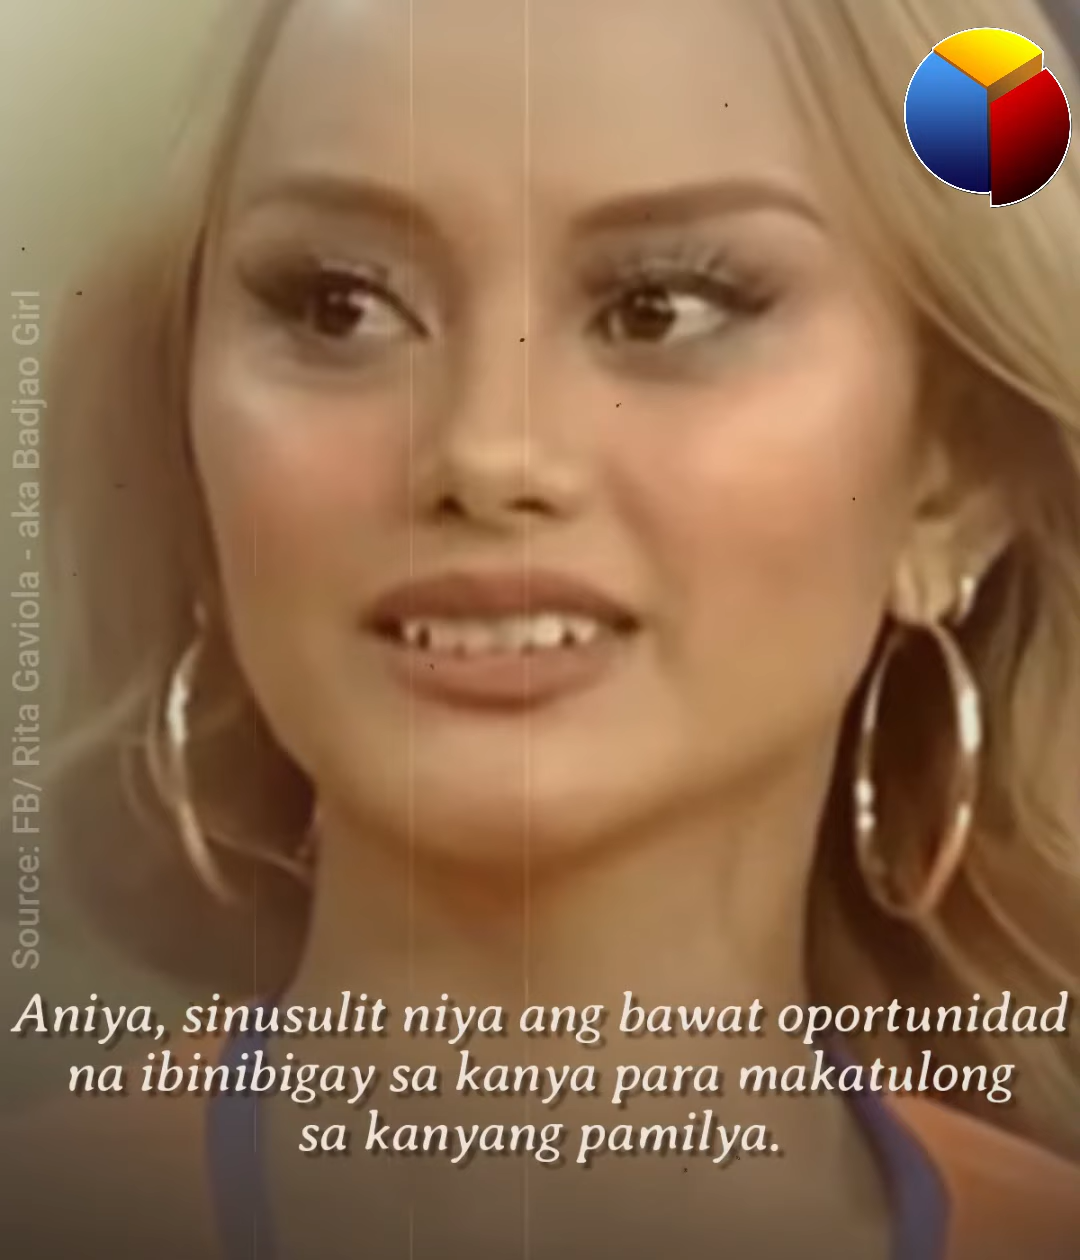 Source: FB/ Rita Gaviola - aka Badjao Girl
Aniya, sinusulit niya ang bawat oportunidad
na ibinibigay sa kanya para makatulong
sa kanyang pamilya.